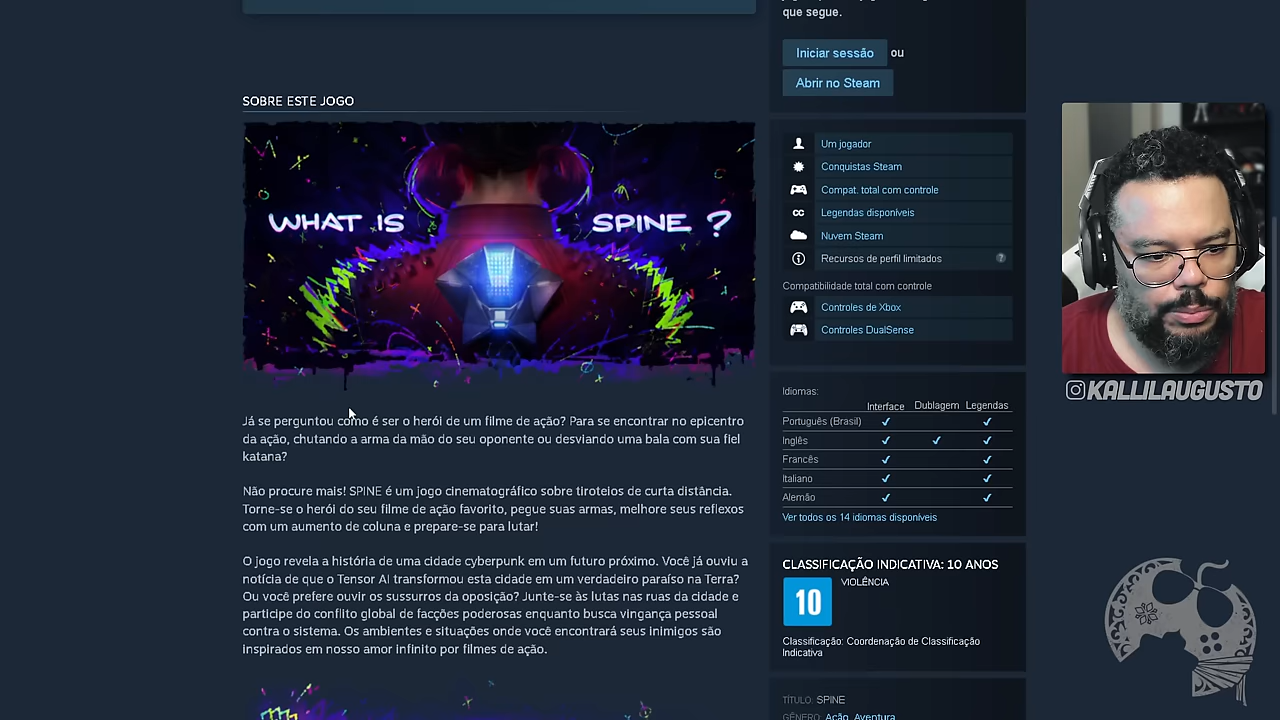 que segue.
Iniciar sessão ou
Abrir no Steam
SOBRE ESTE JOGO
WHAT IS SPINE ?
Já se perguntou como é ser o herói de um filme de ação? Para se encontrar no epicentro
da ação, chutando a arma da mão do seu oponente ou desviando uma bala com sua fiel
katana?
Não procure mais! SPINE é um jogo cinematográfico sobre tiroteios de curta distância.
Torne-se o herói do seu filme de ação favorito, pegue suas armas, melhore seus reflexos
com um aumento de coluna e prepare-se para lutar!
O jogo revela a história de uma cidade cyberpunk em um futuro próximo. Você já ouviu a
notícia de que o Tensor AI transformou esta cidade em um verdadeiro paraíso na Terra?
Ou você prefere ouvir os sussurros da oposição? Junte-se às lutas nas ruas da cidade e
participe do conflito global de facções poderosas enquanto busca vingança pessoal
contra o sistema. Os ambientes e situações onde você encontrará seus inimigos são
inspirados em nosso amor infinito por filmes de ação.
Um jogador
Conquistas Steam
Compat. total com controle
CC Legendas disponíveis
Nuvem Steam
Recursos de perfil limitados ?
Compatibilidade total com controle
Controles de Xbox
Controles DualSense
Idiomas:
Interface Dublagem Legendas
Português (Brasil) ✔ ✔
Inglês ✔ ✔ ✔
Francês ✔ ✔
Italiano ✔ ✔
Alemão ✔ ✔
Ver todos os 14 idiomas disponíveis
CLASSIFICAÇÃO INDICATIVA: 10 ANOS
10 VIOLÊNCIA
Classificação: Coordenação de Classificação
Indicativa
TÍTULO: SPINE
GÊNERO: Ação, Aventura
KALLILAUGUSTO